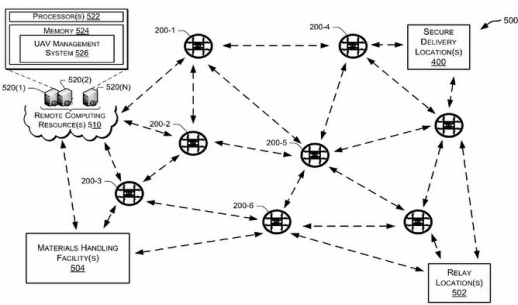 PROCESSOR(S) 522
MEMORY 524
UAV MANAGEMENT
SYSTEM 526
520(1)
520(2)
520(N)
REMOTE COMPUTING
RESOURCE(S) 510
200-1
200-4
SECURE
DELIVERY
LOCATION(S)
400
500
200-2
200-5
200-3
200-6
MATERIALS HANDLING
FACILITY(S)
504
RELAY
LOCATION(S)
502